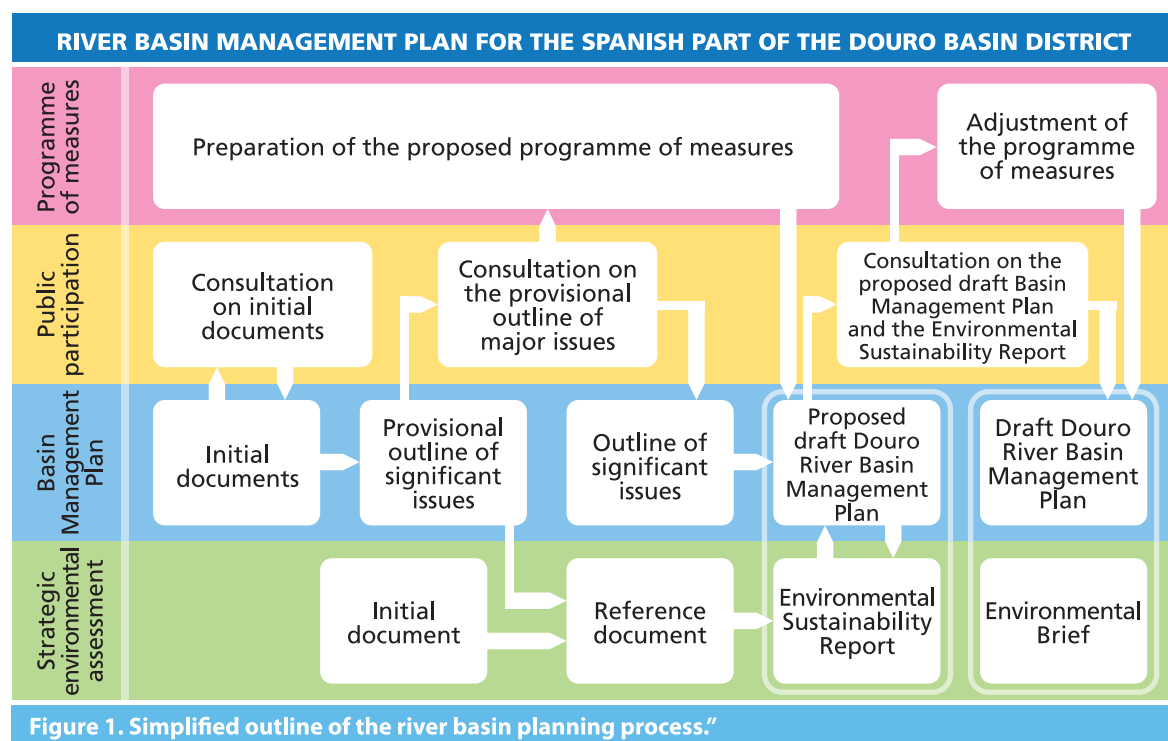 RIVER BASIN MANAGEMENT PLAN FOR THE SPANISH PART OF THE DOURO BASIN DISTRICT
Programme
of measures
Preparation of the proposed programme of measures
Adjustment of
the programme
of measures
Public
participation
Consultation
on initial
documents
Consultation on
the provisional
outline of
major issues
Consultation on the
proposed draft Basin
Management Plan
and the Environmental
Sustainability Report
Basin
Management
Plan
Initial
documents
Provisional
outline of
significant
issues
Outline of
significant
issues
Proposed
draft Douro
River Basin
Management
Plan
Draft Douro
River Basin
Management
Plan
Strategic
environmental
assessment
Initial
document
Reference
document
Environmental
Sustainability
Report
Environmental
Brief
Figure 1. Simplified outline of the river basin planning process.”